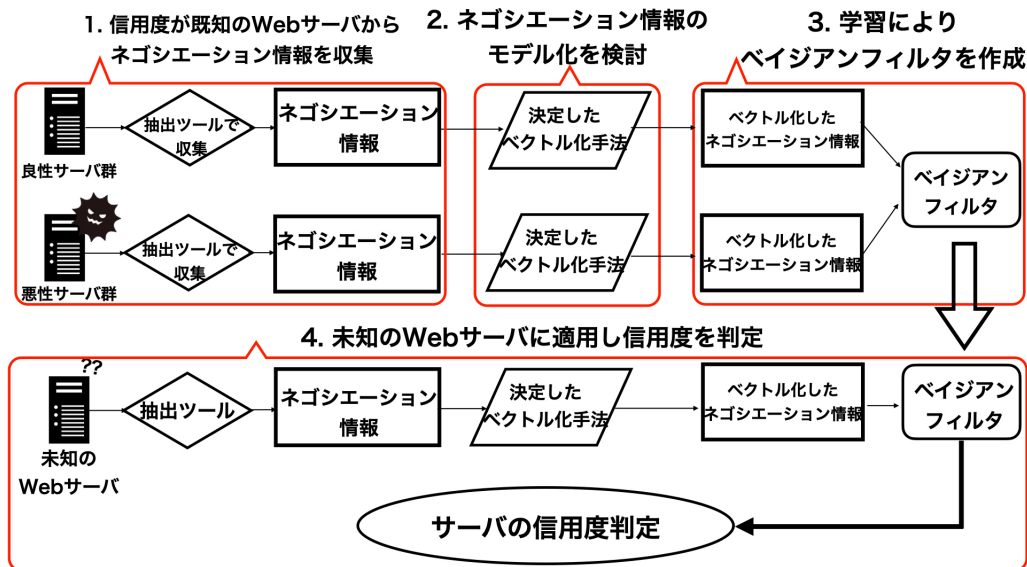 1. 信用度が既知のWebサーバから
ネゴシエーション情報を収集
2. ネゴシエーション情報の
モデル化を検討
3. 学習により
ベイジアンフィルタを作成
良性サーバ群
抽出ツールで
収集
ネゴシエーション
情報
決定した
ベクトル化手法
ベクトル化した
ネゴシエーション情報
ベイジアン
フィルタ
悪性サーバ群
抽出ツールで
収集
ネゴシエーション
情報
決定した
ベクトル化手法
ベクトル化した
ネゴシエーション情報
4. 未知のWebサーバに適用し信用度を判定
??
未知の
Webサーバ
抽出ツール
ネゴシエーション
情報
決定した
ベクトル化手法
ベクトル化した
ネゴシエーション情報
ベイジアン
フィルタ
サーバの信用度判定